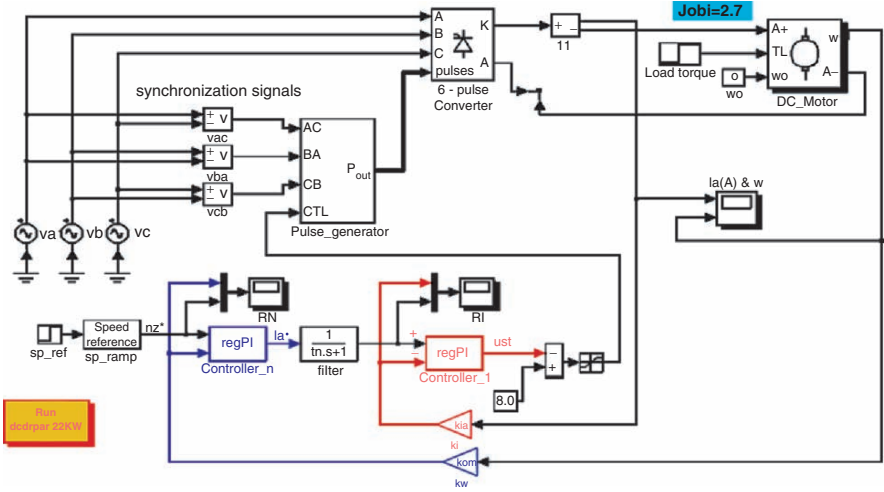 Jobi=2.7
A
B
C
pulses
K
A
6 - pulse
Converter
+
−
11
Load torque
o
wo
A+
TL
wo
w
A−
DC_Motor
synchronization signals
+
−
v
vac
+
−
v
vba
+
−
v
vcb
AC
BA
CB
CTL
Pout
Pulse_generator
va
vb
vc
Ia(A) & w
RN
RI
sp_ref
Speed
reference
sp_ramp
nz*
regPI
Controller_n
Ia*
1
tn.s+1
filter
+
−
regPI
Controller_1
ust
−
+
8.0
Run
dcdrpar 22KW
kia
ki
kom
kw